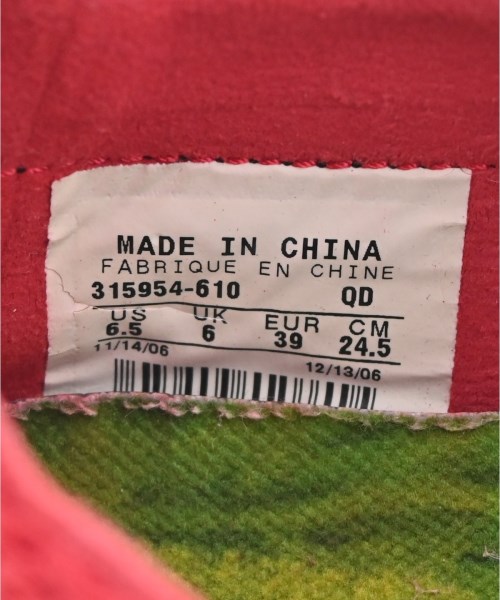 MADE IN CHINA
FABRIQUE EN CHINE
315954-610 QD
US UK EUR CM
6.5 6 39 24.5
11/14/06 12/13/06